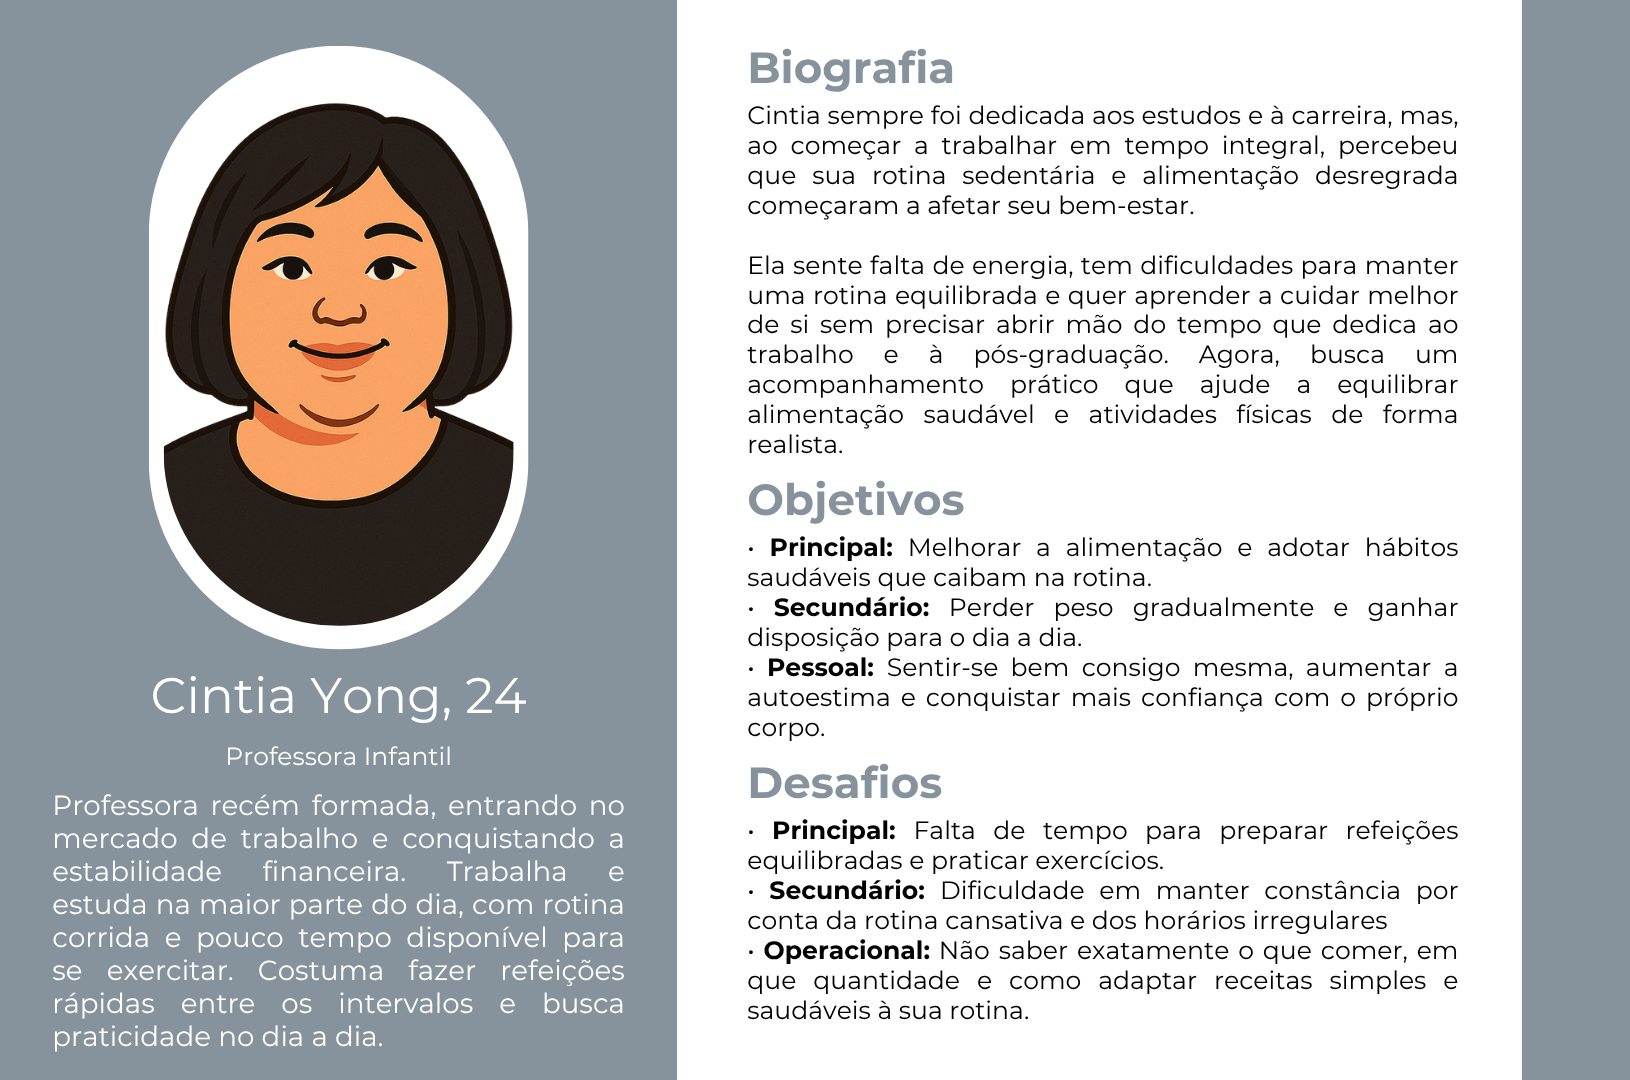 Cintia Yong, 24
Professora Infantil
Professora recém formada, entrando no
mercado de trabalho e conquistando a
estabilidade financeira. Trabalha e
estuda na maior parte do dia, com rotina
corrida e pouco tempo disponível para
se exercitar. Costuma fazer refeições
rápidas entre os intervalos e busca
praticidade no dia a dia.
Biografia
Cintia sempre foi dedicada aos estudos e à carreira, mas,
ao começar a trabalhar em tempo integral, percebeu
que sua rotina sedentária e alimentação desregrada
começaram a afetar seu bem-estar.
Ela sente falta de energia, tem dificuldades para manter
uma rotina equilibrada e quer aprender a cuidar melhor
de si sem precisar abrir mão do tempo que dedica ao
trabalho e à pós-graduação. Agora, busca um
acompanhamento prático que ajude a equilibrar
alimentação saudável e atividades físicas de forma
realista.
Objetivos
• Principal: Melhorar a alimentação e adotar hábitos
saudáveis que caibam na rotina.
• Secundário: Perder peso gradualmente e ganhar
disposição para o dia a dia.
• Pessoal: Sentir-se bem consigo mesma, aumentar a
autoestima e conquistar mais confiança com o próprio
corpo.
Desafios
• Principal: Falta de tempo para preparar refeições
equilibradas e praticar exercícios.
• Secundário: Dificuldade em manter constância por
conta da rotina cansativa e dos horários irregulares
• Operacional: Não saber exatamente o que comer, em
que quantidade e como adaptar receitas simples e
saudáveis à sua rotina.